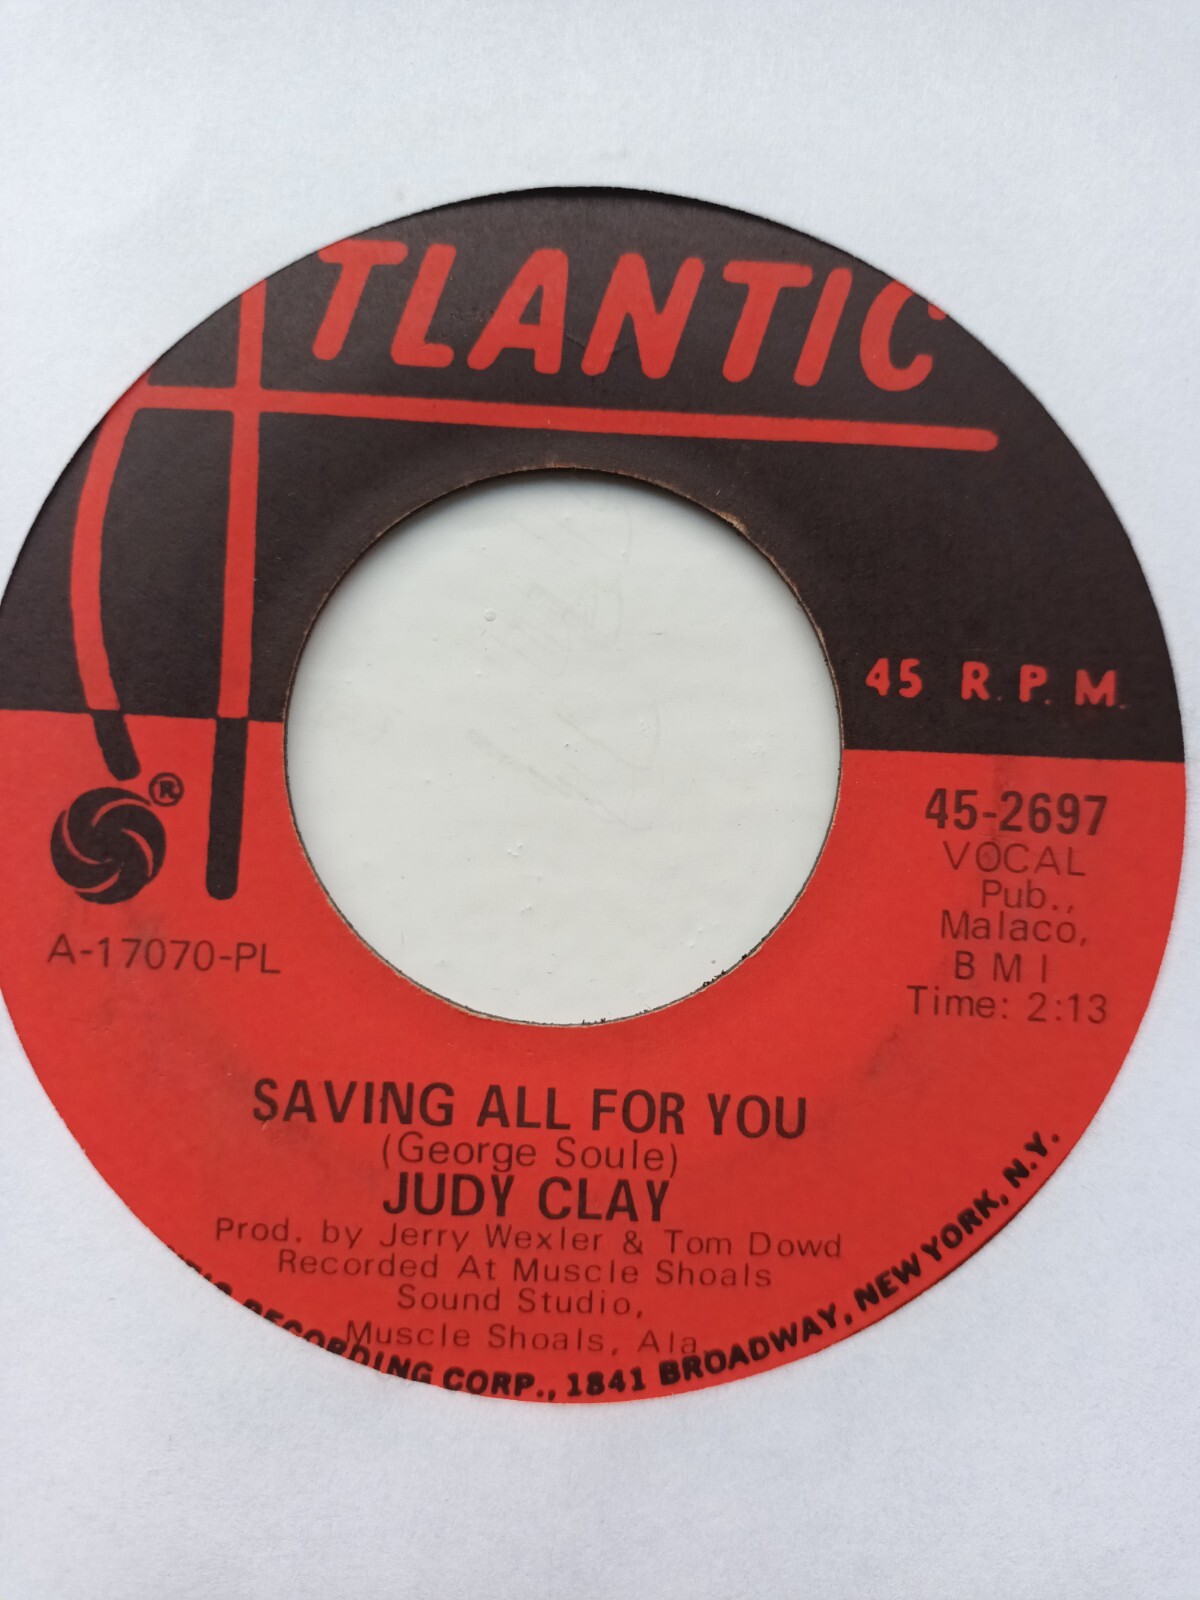 ATLANTIC
45 R.P.M.
®
45-2697
VOCAL
Pub.,
Malaco,
B M I
Time: 2:13
A-17070-PL
SAVING ALL FOR YOU
(George Soule)
JUDY CLAY
Prod. by Jerry Wexler & Tom Dowd
Recorded At Muscle Shoals
Sound Studio,
Muscle Shoals, Ala.
RECORDING CORP., 1841 BROADWAY, NEW YORK, N.Y.